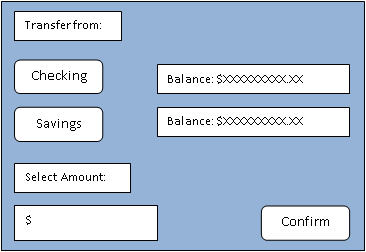 Transfer from:
Checking
Balance: $XXXXXXXXX.XX
Savings
Balance: $XXXXXXXXX.XX
Select Amount:
$
Confirm